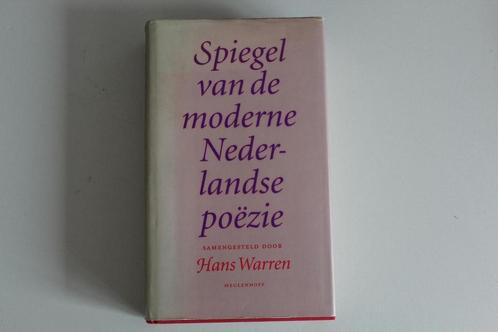 Spiegel
van de
moderne
Neder-
landse
poëzie
SAMENGESTELD DOOR
Hans Warren
MEULENHOFF